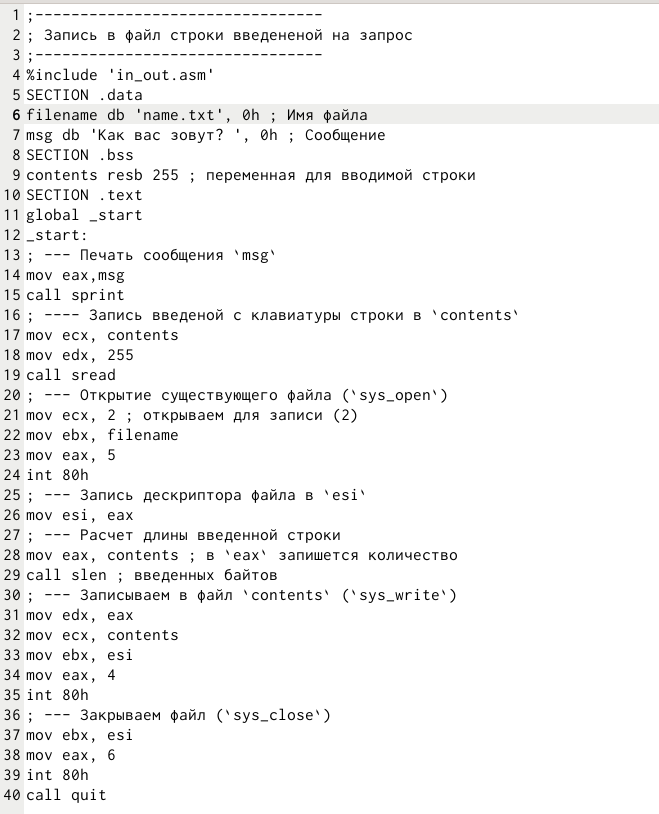 1 ;--------------------------------
2 ; Запись в файл строки введененой на запрос
3 ;--------------------------------
4 %include 'in_out.asm'
5 SECTION .data
6 filename db 'name.txt', 0h ; Имя файла
7 msg db 'Как вас зовут? ', 0h ; Сообщение
8 SECTION .bss
9 contents resb 255 ; переменная для вводимой строки
10 SECTION .text
11 global _start
12 _start:
13 ; --- Печать сообщения `msg`
14 mov eax,msg
15 call sprint
16 ; ---- Запись введеной с клавиатуры строки в `contents`
17 mov ecx, contents
18 mov edx, 255
19 call sread
20 ; --- Открытие существующего файла (`sys_open`)
21 mov ecx, 2 ; открываем для записи (2)
22 mov ebx, filename
23 mov eax, 5
24 int 80h
25 ; --- Запись дескриптора файла в `esi`
26 mov esi, eax
27 ; --- Расчет длины введенной строки
28 mov eax, contents ; в `eax` запишется количество
29 call slen ; введенных байтов
30 ; --- Записываем в файл `contents` (`sys_write`)
31 mov edx, eax
32 mov ecx, contents
33 mov ebx, esi
34 mov eax, 4
35 int 80h
36 ; --- Закрываем файл (`sys_close`)
37 mov ebx, esi
38 mov eax, 6
39 int 80h
40 call quit